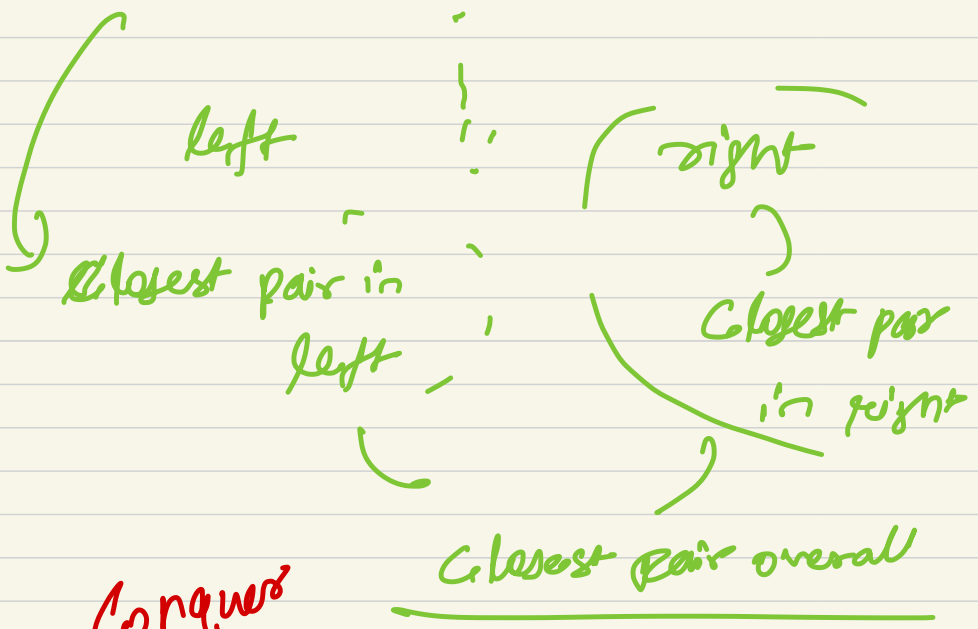 left
right
Closest pair in
left
Closest pair
in right
Closest pair overall
Conquer